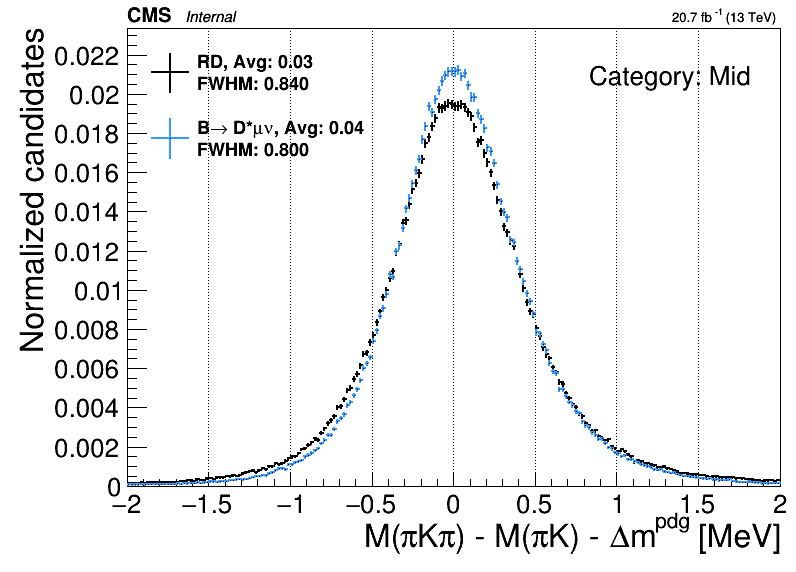 CMS Internal 20.7 fb⁻¹ (13 TeV)
RD, Avg: 0.03
FWHM: 0.840
B→ D*μν, Avg: 0.04
FWHM: 0.800
Category: Mid
Normalized candidates
0.022
0.02
0.018
0.016
0.014
0.012
0.01
0.008
0.006
0.004
0.002
0
−2 −1.5 −1 −0.5 0 0.5 1 1.5 2
M(πKπ) - M(πK) - Δm^pdg [MeV]